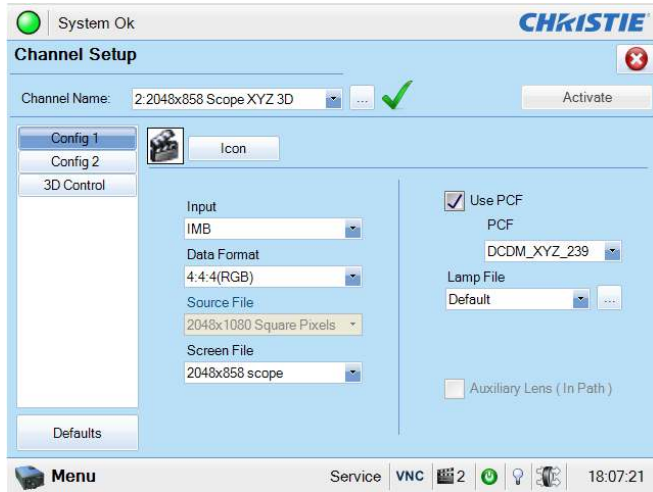 System Ok
CHRISTIE
Channel Setup
Channel Name: 2:2048x858 Scope XYZ 3D ... Activate
Config 1
Config 2
3D Control
Icon
Input
IMB
Data Format
4:4:4(RGB)
Source File
2048x1080 Square Pixels
Screen File
2048x858 scope
Use PCF
PCF
DCDM_XYZ_239
Lamp File
Default ...
Auxiliary Lens ( In Path )
Defaults
Menu Service VNC 2 18:07:21